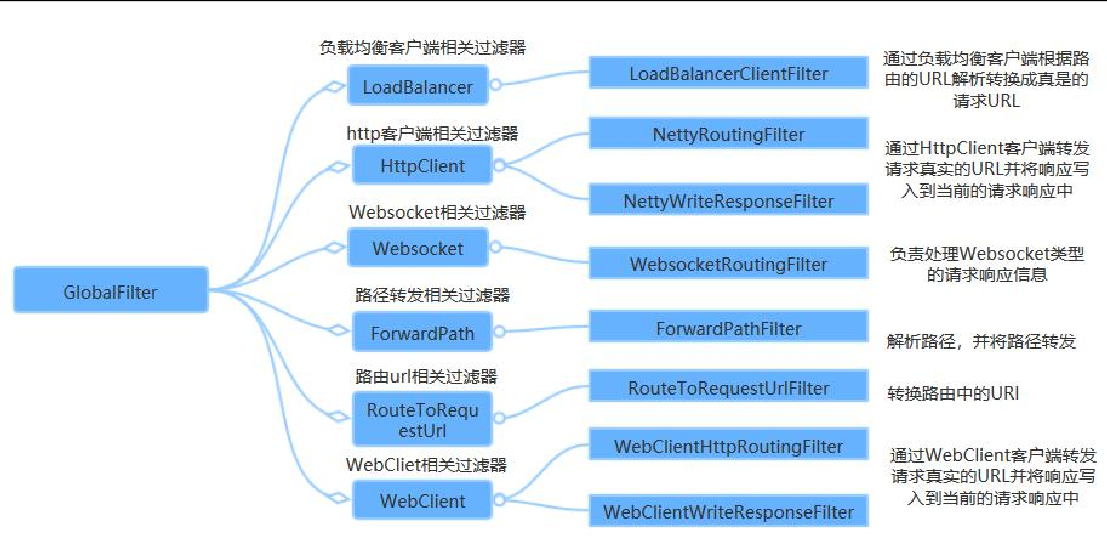 负载均衡客户端相关过滤器
LoadBalancer
LoadBalancerClientFilter
通过负载均衡客户端根据路
由的URL解析转换成真是的
请求URL
http客户端相关过滤器
HttpClient
NettyRoutingFilter
NettyWriteResponseFilter
通过HttpClient客户端转发
请求真实的URL并将响应写
入到当前的请求响应中
Websocket相关过滤器
Websocket
WebsocketRoutingFilter
负责处理Websocket类型
的请求响应信息
GlobalFilter
路径转发相关过滤器
ForwardPath
ForwardPathFilter
解析路径，并将路径转发
路由url相关过滤器
RouteToRequ
estUrl
RouteToRequestUrlFilter
转换路由中的URI
WebCliet相关过滤器
WebClient
WebClientHttpRoutingFilter
WebClientWriteResponseFilter
通过WebClient客户端转发
请求真实的URL并将响应写
入到当前的请求响应中